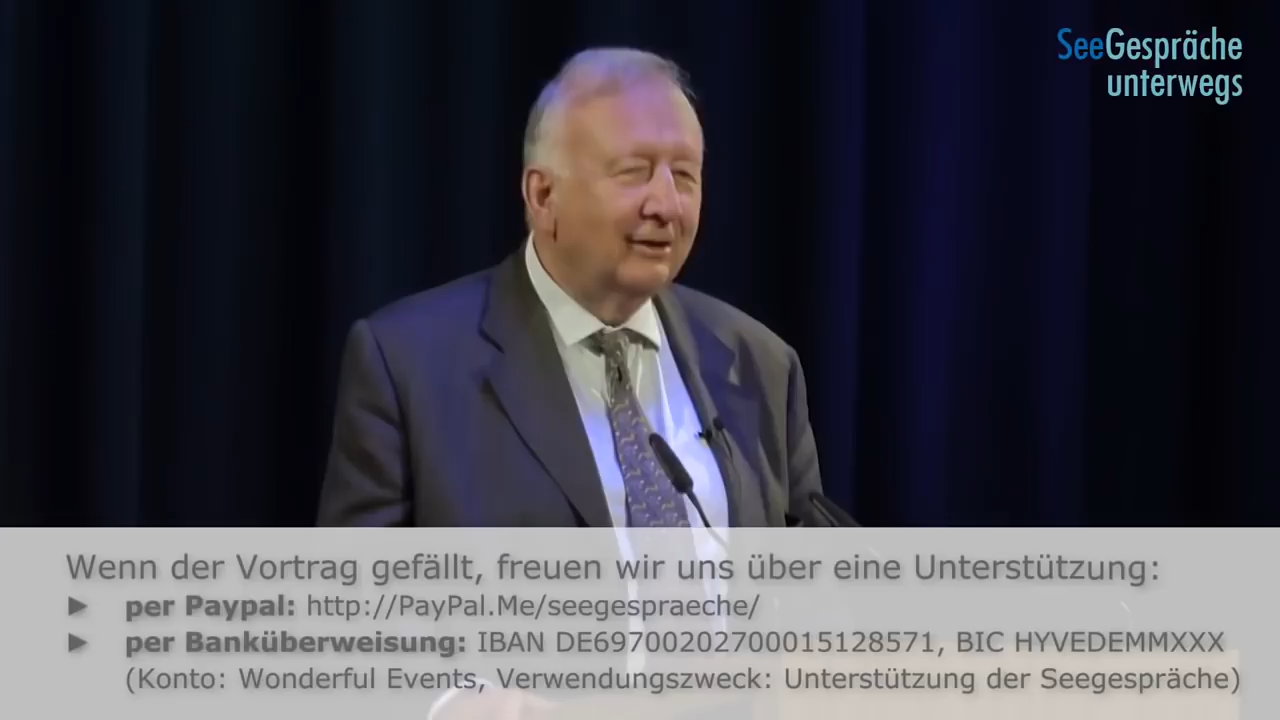 SeeGespräche
unterwegs
Wenn der Vortrag gefällt, freuen wir uns über eine Unterstützung:
► per Paypal: http://PayPal.Me/seegespraeche/
► per Banküberweisung: IBAN DE69700202700015128571, BIC HYVEDEMMXXX
(Konto: Wonderful Events, Verwendungszweck: Unterstützung der Seegespräche)